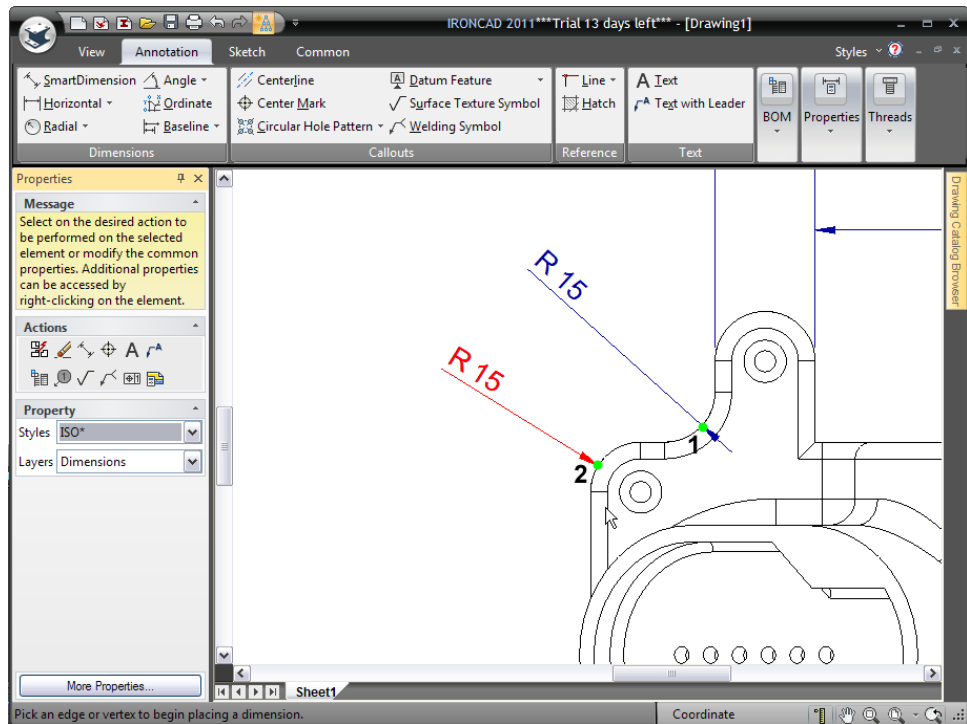 IRONCAD 2011***Trial 13 days left*** - [Drawing1]
View Annotation Sketch Common Styles
SmartDimension Angle Centerline Datum Feature Line A Text
Horizontal Ordinate Center Mark Surface Texture Symbol Hatch Text with Leader
Radial Baseline Circular Hole Pattern Welding Symbol BOM Properties Threads
Dimensions Callouts Reference Text
Properties
Message
Select on the desired action to
be performed on the selected
element or modify the common
properties. Additional properties
can be accessed by
right-clicking on the element.
Actions
Property
Styles ISO*
Layers Dimensions
More Properties...
R 15
R 15
1
2
Drawing Catalog Browser
Sheet1
Pick an edge or vertex to begin placing a dimension. Coordinate